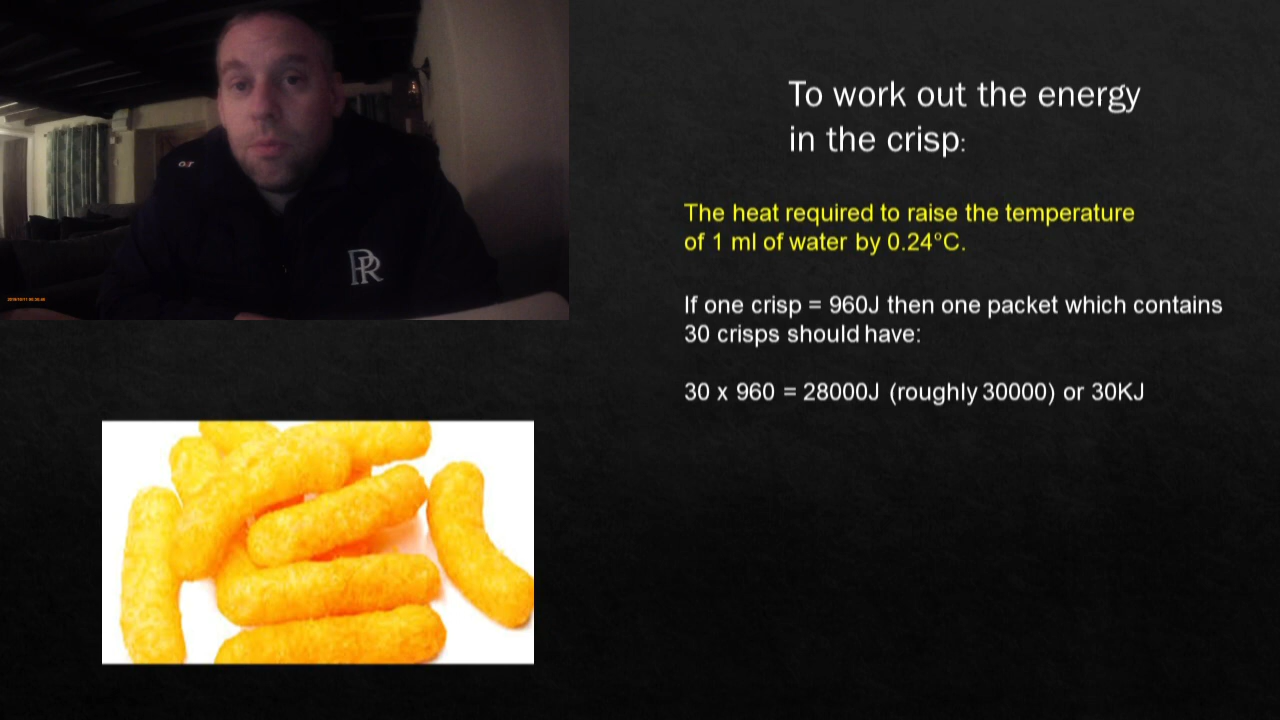 To work out the energy
in the crisp:
The heat required to raise the temperature
of 1 ml of water by 0.24°C.
If one crisp = 960J then one packet which contains
30 crisps should have:
30 x 960 = 28000J (roughly 30000) or 30KJ